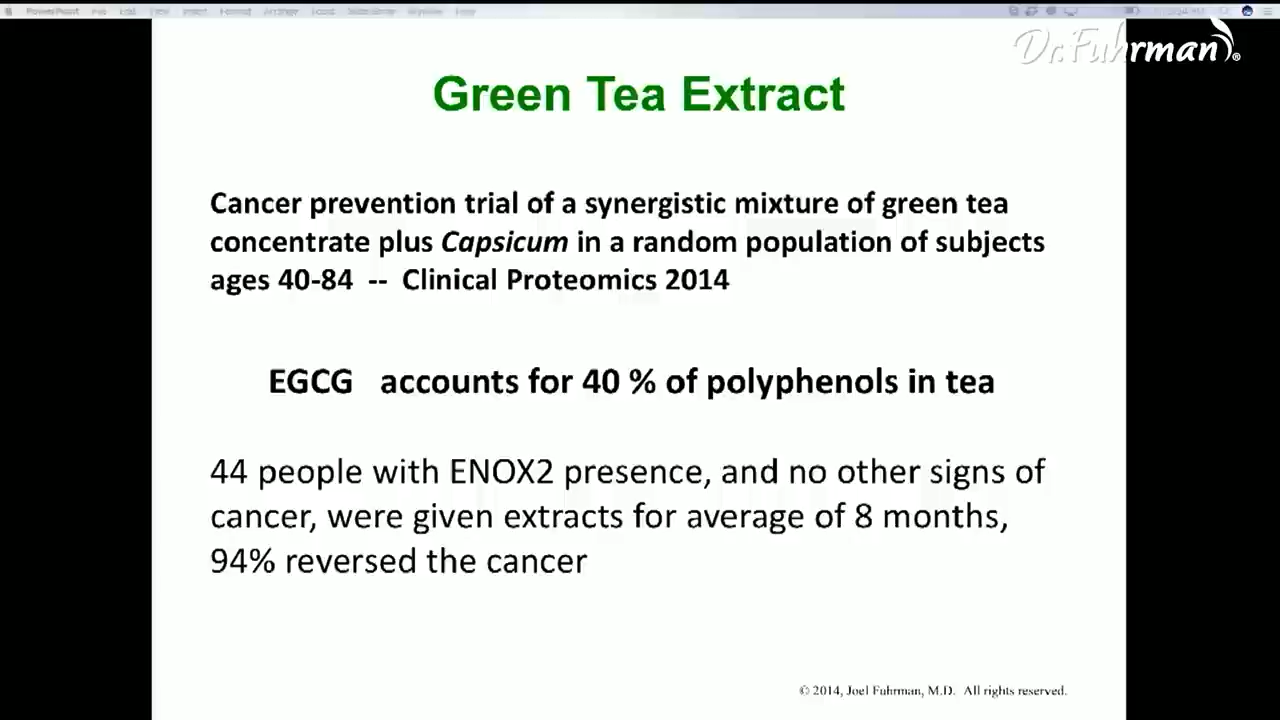 Dr.Fuhrman®
Green Tea Extract
Cancer prevention trial of a synergistic mixture of green tea
concentrate plus Capsicum in a random population of subjects
ages 40-84 -- Clinical Proteomics 2014
EGCG accounts for 40 % of polyphenols in tea
44 people with ENOX2 presence, and no other signs of
cancer, were given extracts for average of 8 months,
94% reversed the cancer
© 2014, Joel Fuhrman, M.D. All rights reserved.